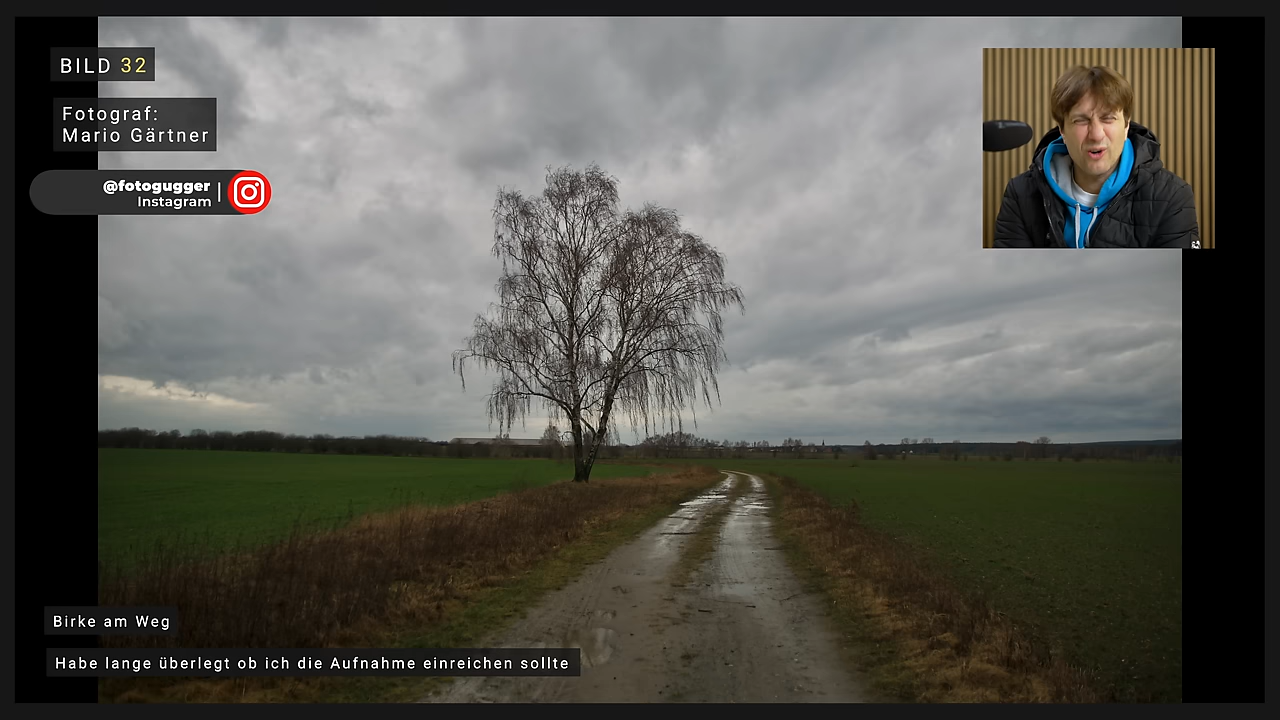 BILD 32
Fotograf:
Mario Gärtner
@fotogugger
Instagram
Birke am Weg
Habe lange überlegt ob ich die Aufnahme einreichen sollte